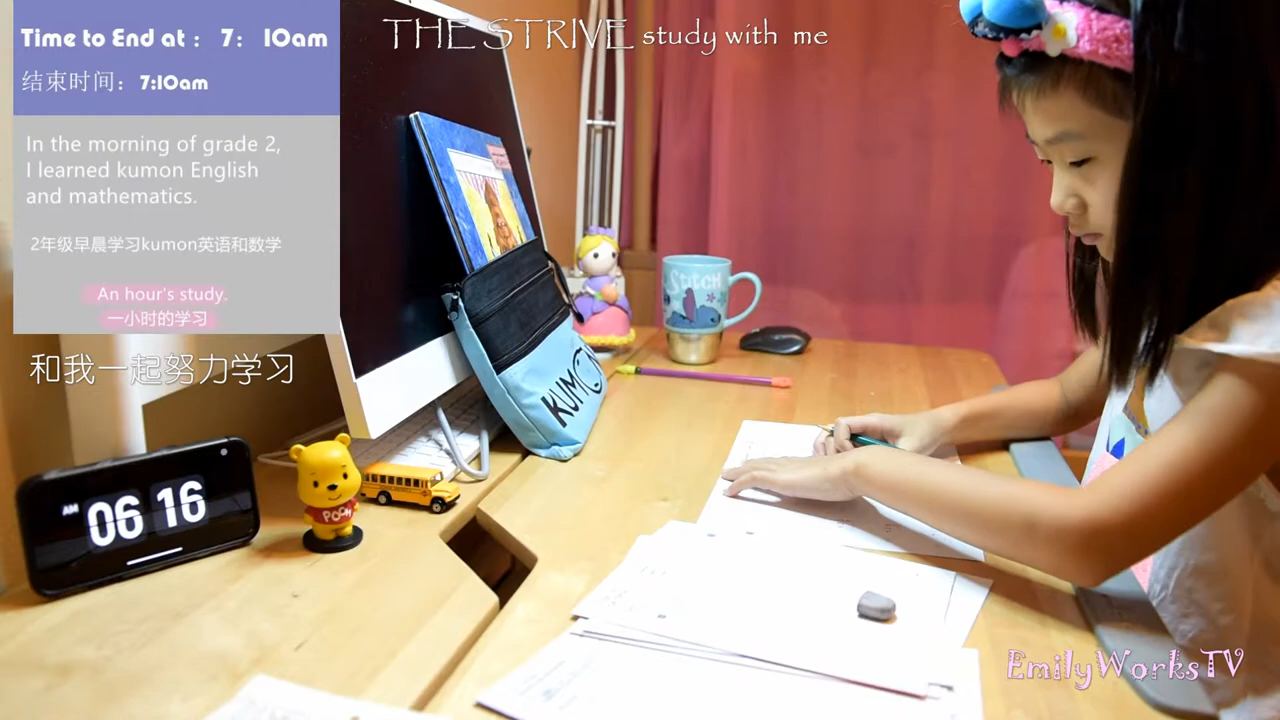 Time to End at : 7: 10am
结束时间：7:10am
THE STRIVE study with me
In the morning of grade 2,
I learned kumon English
and mathematics.
2年级早晨学习kumon英语和数学
An hour's study.
一小时的学习
和我一起努力学习
STitCH
KUMON
AM 06 16
POOH
EmilyWorksTV